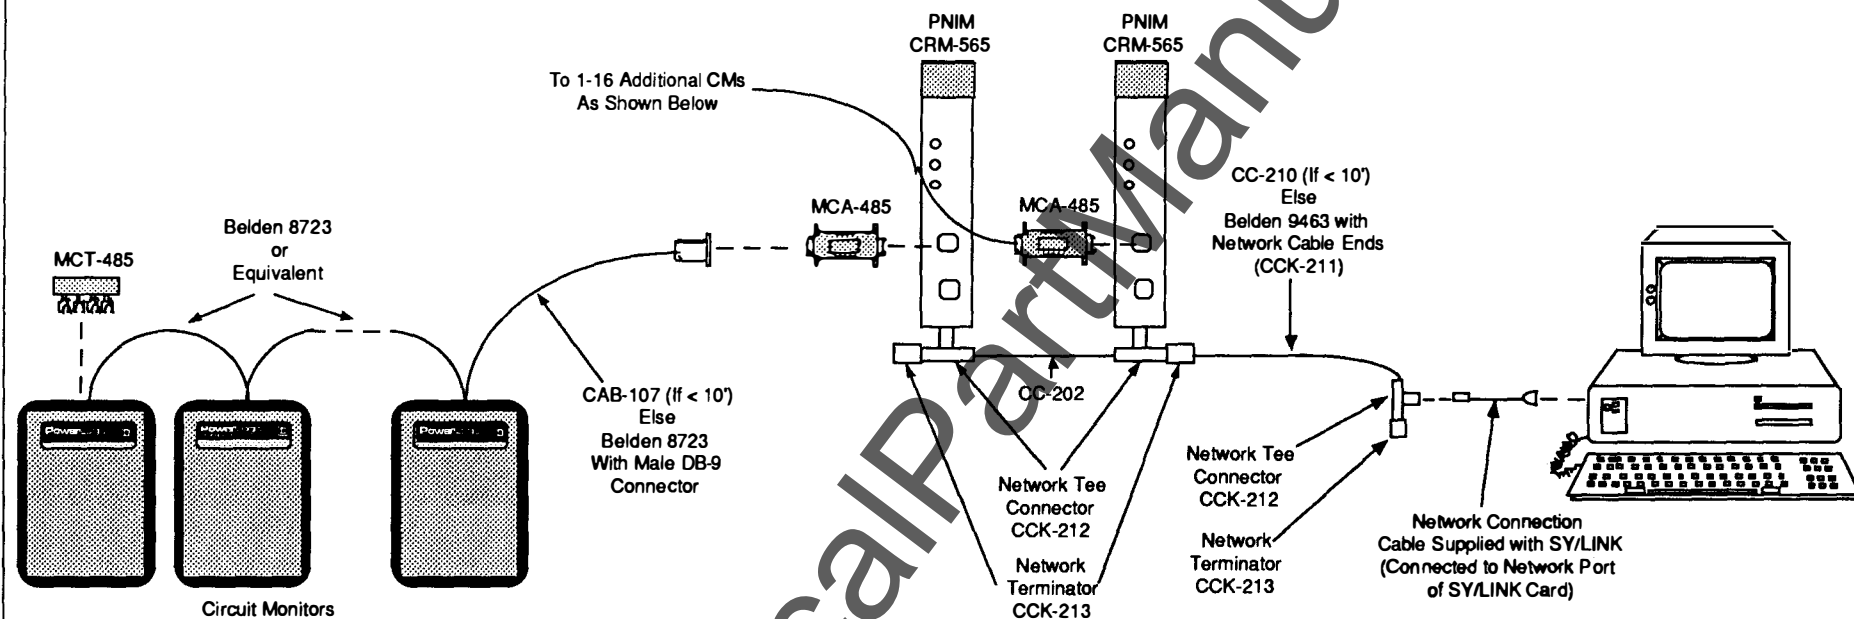 PNIM
CRM-565
PNIM
CRM-565
To 1-16 Additional CMs
As Shown Below
MCA-485
MCA-485
CC-210 (If < 10')
Else
Belden 9463 with
Network Cable Ends
(CCK-211)
Belden 8723
or
Equivalent
MCT-485
CAB-107 (If < 10')
Else
Belden 8723
With Male DB-9
Connector
CC-202
Network Tee
Connector
CCK-212
Network
Terminator
CCK-213
Network Tee
Connector
CCK-212
Network
Terminator
CCK-213
Network Connection
Cable Supplied with SY/LINK
(Connected to Network Port
of SY/LINK Card)
Circuit Monitors
calPartManu